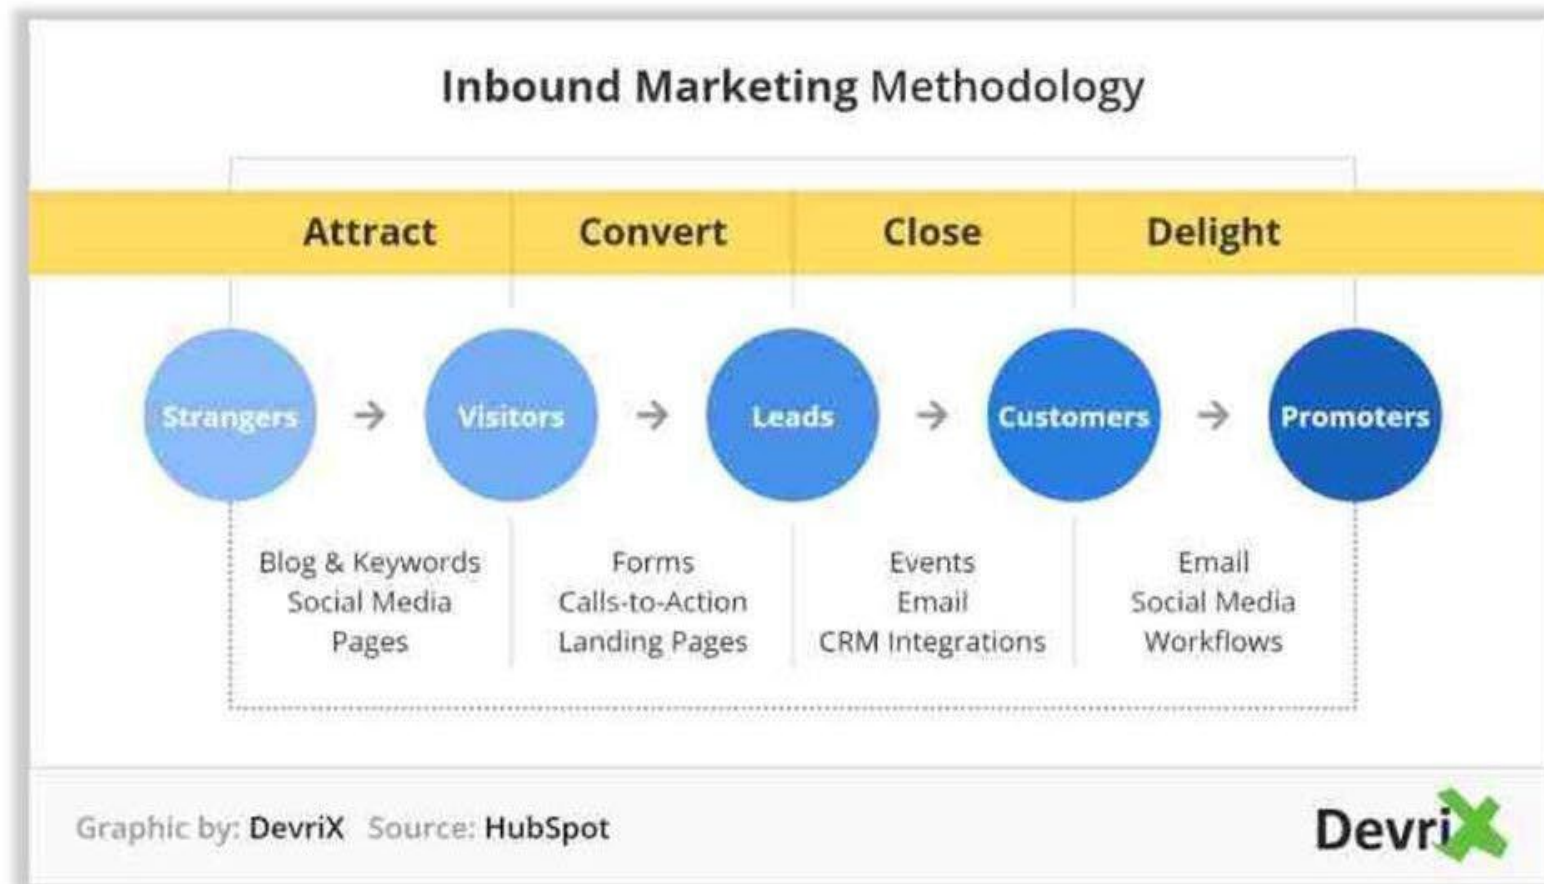 Inbound Marketing Methodology
Attract
Convert
Close
Delight
Strangers
Visitors
Leads
Customers
Promoters
Blog & Keywords
Social Media
Pages
Forms
Calls-to-Action
Landing Pages
Events
Email
CRM Integrations
Email
Social Media
Workflows
Graphic by: DevriX Source: HubSpot
DevriX